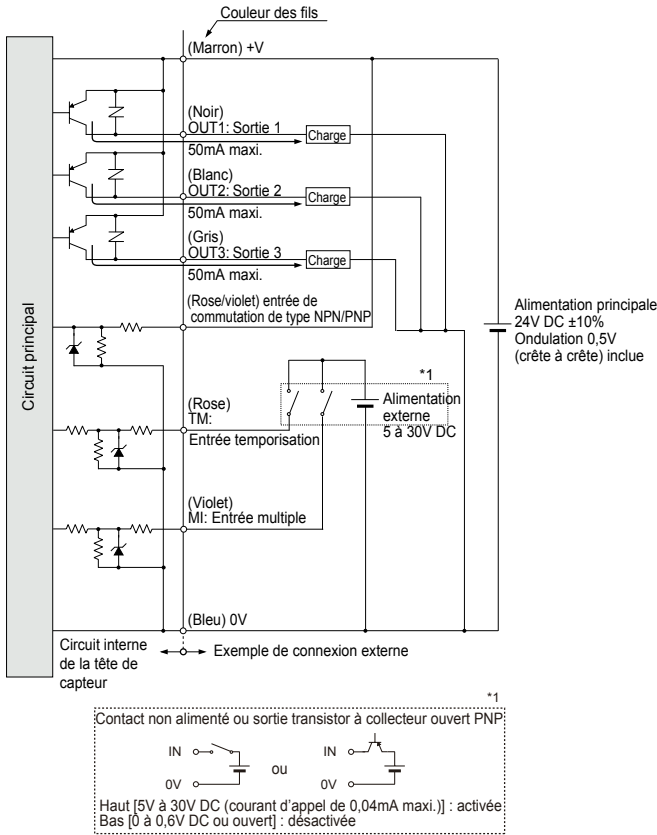 Couleur des fils
(Marron) +V
(Noir)
OUT1: Sortie 1
Charge
50mA maxi.
(Blanc)
OUT2: Sortie 2
Charge
50mA maxi.
(Gris)
OUT3: Sortie 3
Charge
50mA maxi.
Circuit principal
(Rose/violet) entrée de
commutation de type NPN/PNP
Alimentation principale
24V DC ±10%
Ondulation 0,5V
(crête à crête) inclue
*1
Alimentation
externe
5 à 30V DC
(Rose)
TM:
Entrée temporisation
(Violet)
MI: Entrée multiple
(Bleu) 0V
Circuit interne
de la tête de
capteur
Exemple de connexion externe
*1
Contact non alimenté ou sortie transistor à collecteur ouvert PNP
IN
0V
ou
IN
0V
Haut [5V à 30V DC (courant d'appel de 0,04mA maxi.)] : activée
Bas [0 à 0,6V DC ou ouvert] : désactivée